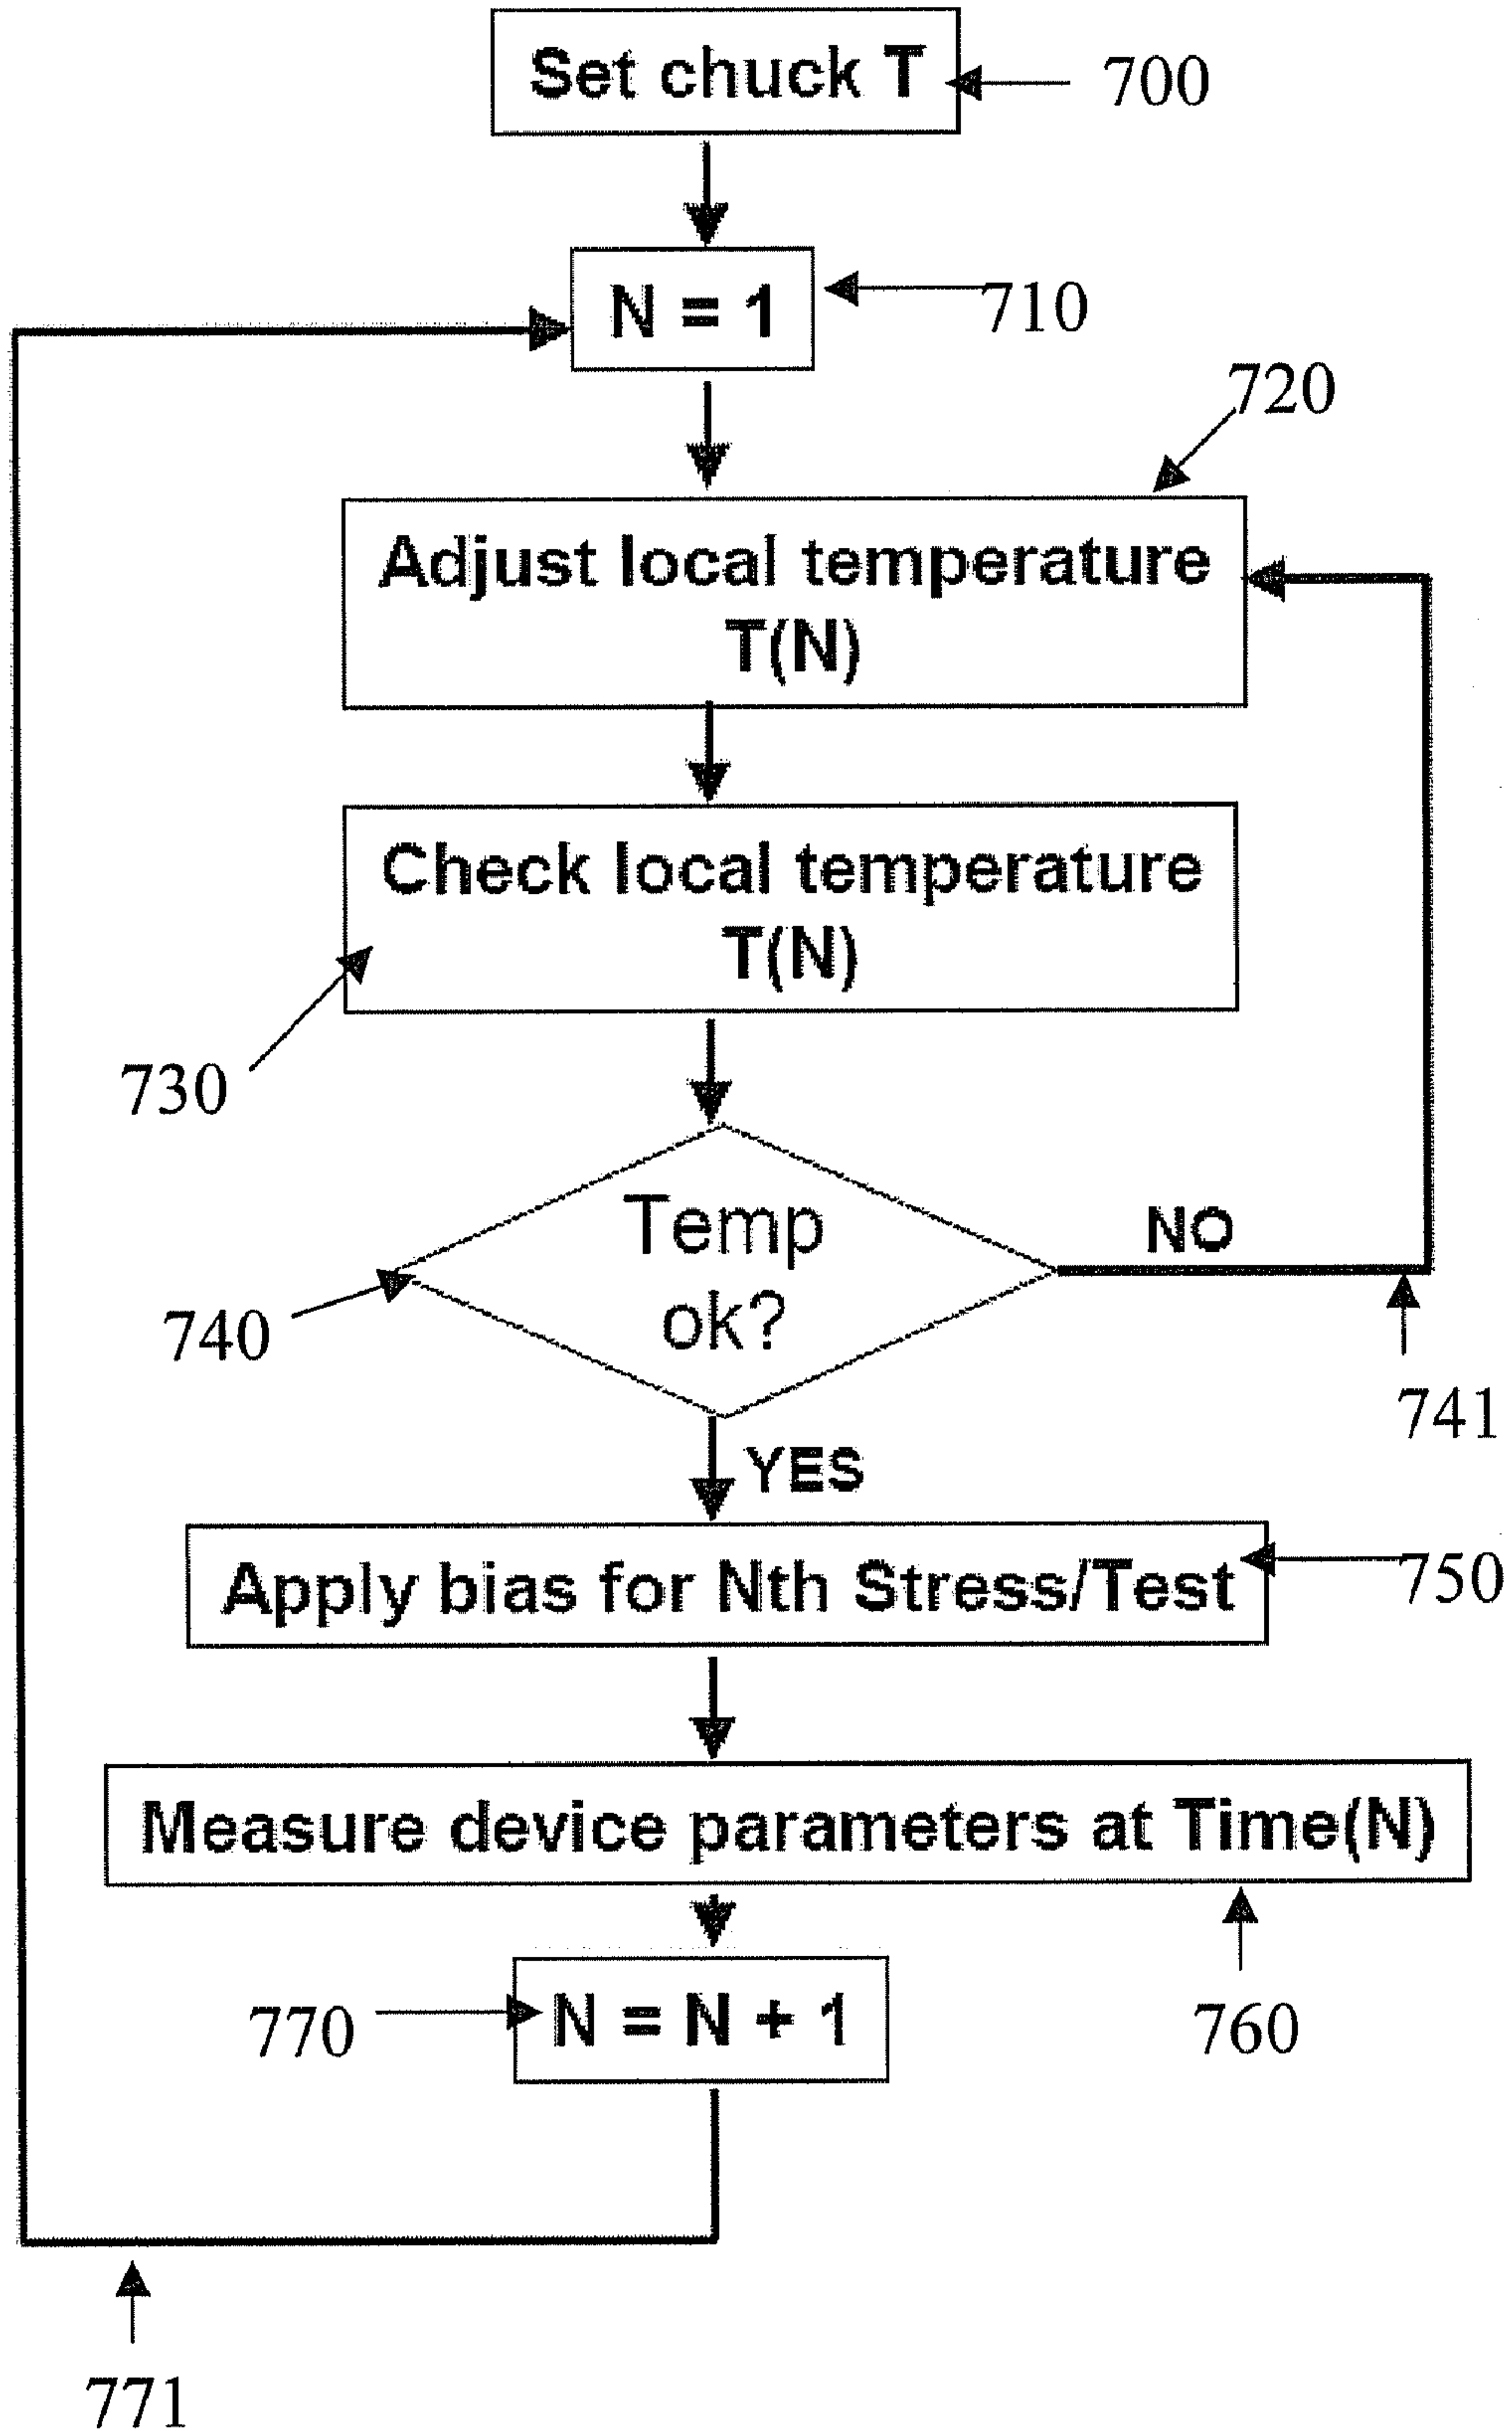 Set chuck T
700
N = 1
710
720
Adjust local temperature
T(N)
Check local temperature
T(N)
730
Temp
ok?
NO
740
741
YES
Apply bias for Nth Stress/Test
750
Measure device parameters at Time(N)
770
N = N + 1
760
771